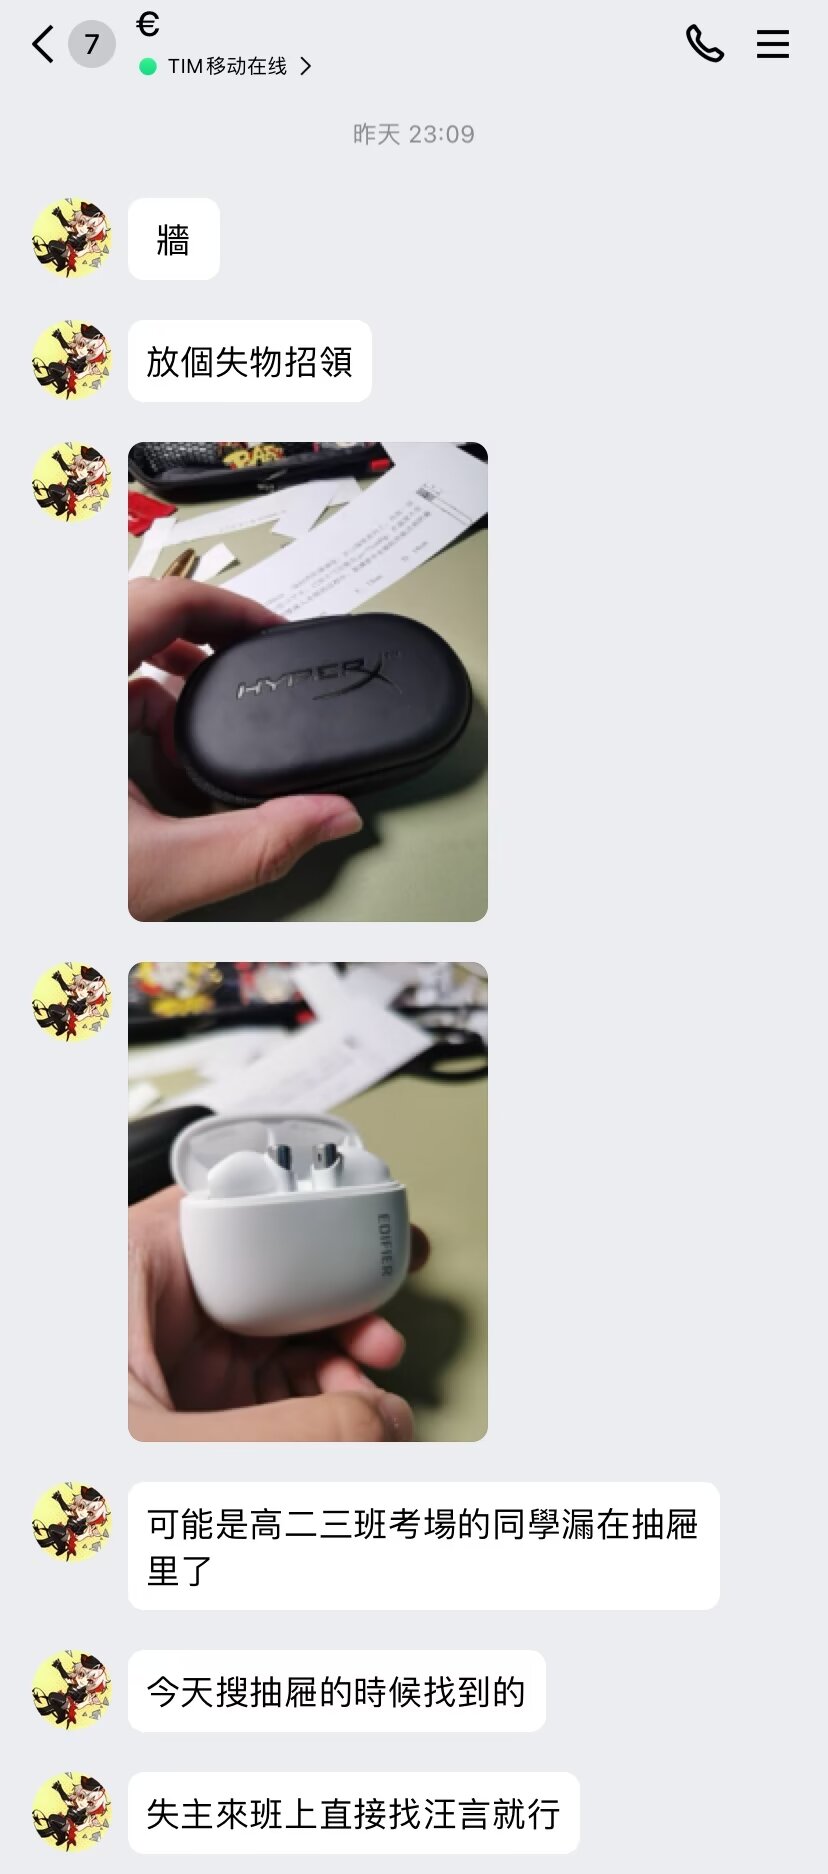 €
7
TIM移动在线
昨天 23:09
牆
放個失物招領
HYPERX
EDIFIER
可能是高二三班考場的同學漏在抽屜
里了
今天搜抽屜的時候找到的
失主來班上直接找汪言就行